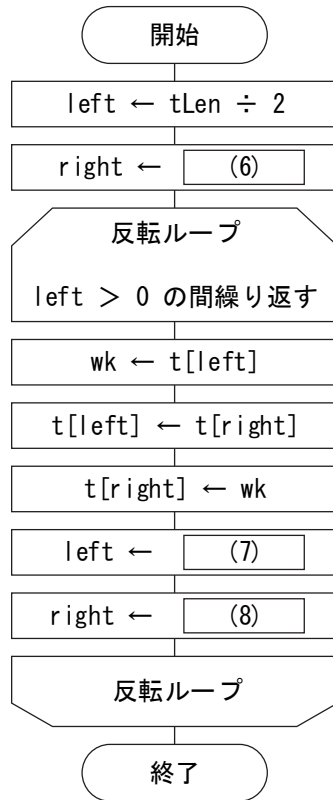 開始
left ← tLen ÷ 2
right ← (6)
反転ループ
left > 0 の間繰り返す
wk ← t[left]
t[left] ← t[right]
t[right] ← wk
left ← (7)
right ← (8)
反転ループ
終了